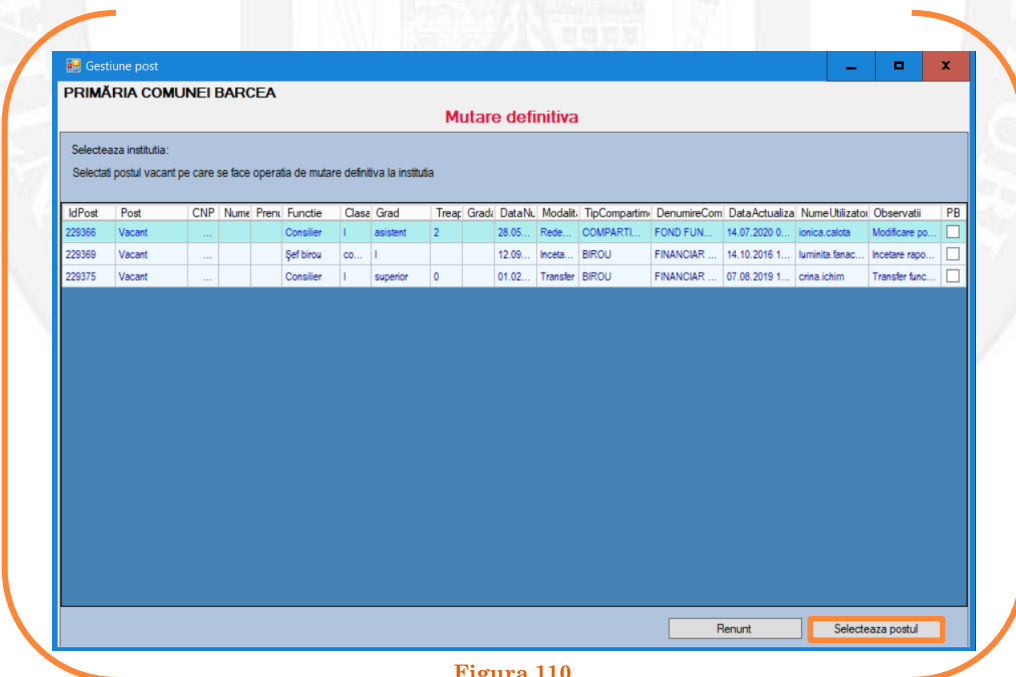 Gestiune post
PRIMĂRIA COMUNEI BARCEA
Mutare definitiva
Selecteaza institutia:
Selectati postul vacant pe care se face operatia de mutare definitiva la institutia
IdPost Post CNP Nume Prenu Functie Clasa Grad Treap Grada DataNu Modalit. TipCompartime DenumireCom DataActualiza NumeUtilizator Observatii PB
229366 Vacant ... Consilier I asistent 2 28.05... Rede... COMPARTI... FOND FUN... 14.07.2020 0... ionica.calota Modificare po...
229369 Vacant ... Şef birou co... I 12.09... Inceta... BIROU FINANCIAR ... 14.10.2016 1... luminita.fanac... Incetare rapo...
229375 Vacant ... Consilier I superior 0 01.02... Transfer BIROU FINANCIAR ... 07.08.2019 1... crina.ichim Transfer func...
Renunt Selecteaza postul
Figura 110